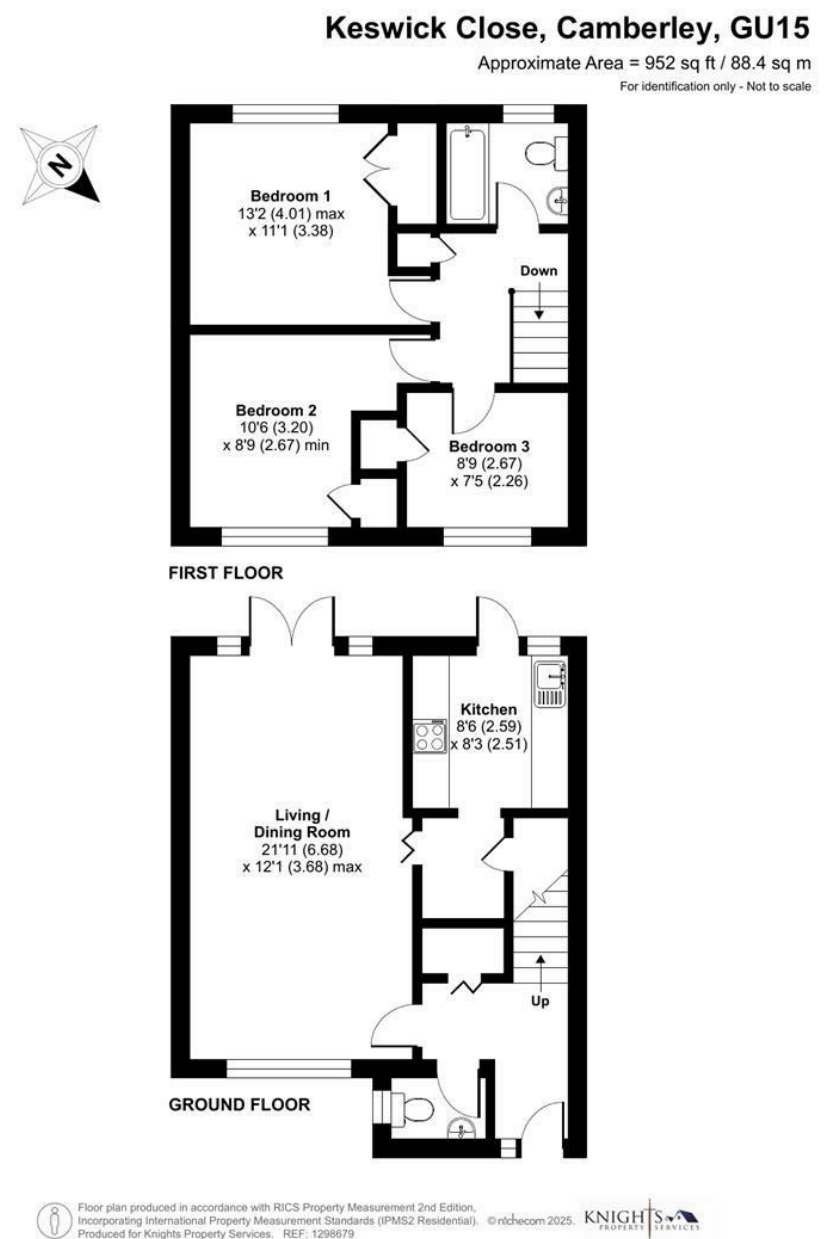 Keswick Close, Camberley, GU15
Approximate Area = 952 sq ft / 88.4 sq m
For identification only - Not to scale
N
Bedroom 1
13'2 (4.01) max
x 11'1 (3.38)
Down
Bedroom 2
10'6 (3.20)
x 8'9 (2.67) min
Bedroom 3
8'9 (2.67)
x 7'5 (2.26)
FIRST FLOOR
Kitchen
8'6 (2.59)
x 8'3 (2.51)
Living /
Dining Room
21'11 (6.68)
x 12'1 (3.68) max
Up
GROUND FLOOR
Floor plan produced in accordance with RICS Property Measurement 2nd Edition,
Incorporating International Property Measurement Standards (IPMS2 Residential). © nichecom 2025.
Produced for Knights Property Services. REF: 1298679
KNIGHTS
PROPERTY SERVICES